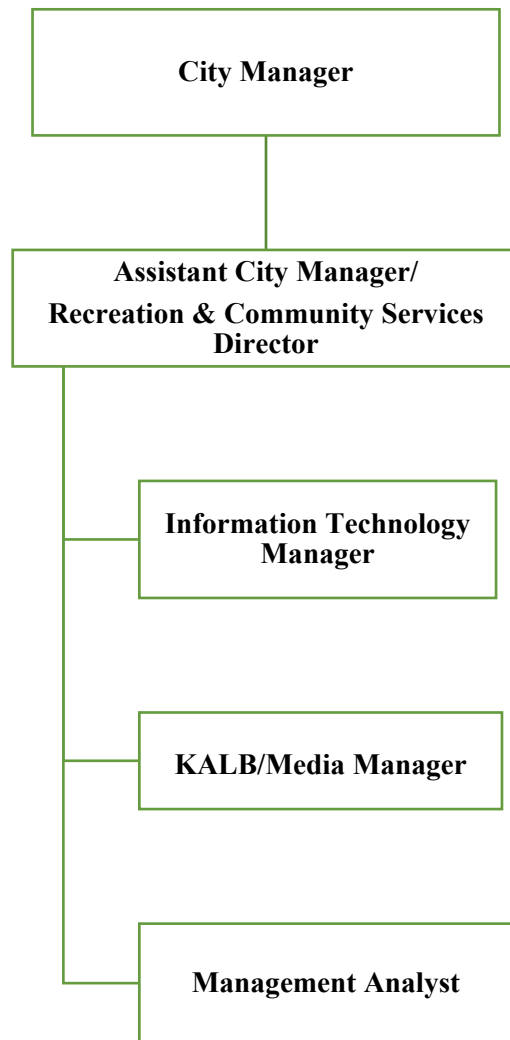 City Manager
Assistant City Manager/
Recreation & Community Services
Director
Information Technology
Manager
KALB/Media Manager
Management Analyst